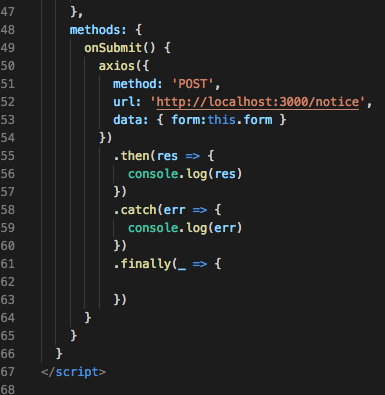 47 },
48 methods: {
49 onSubmit() {
50 axios({
51 method: 'POST',
52 url: 'http://localhost:3000/notice',
53 data: { form:this.form }
54 })
55 .then(res => {
56 console.log(res)
57 })
58 .catch(err => {
59 console.log(err)
60 })
61 .finally(_ => {
62
63 })
64 }
65 }
66 }
67 </script>
68